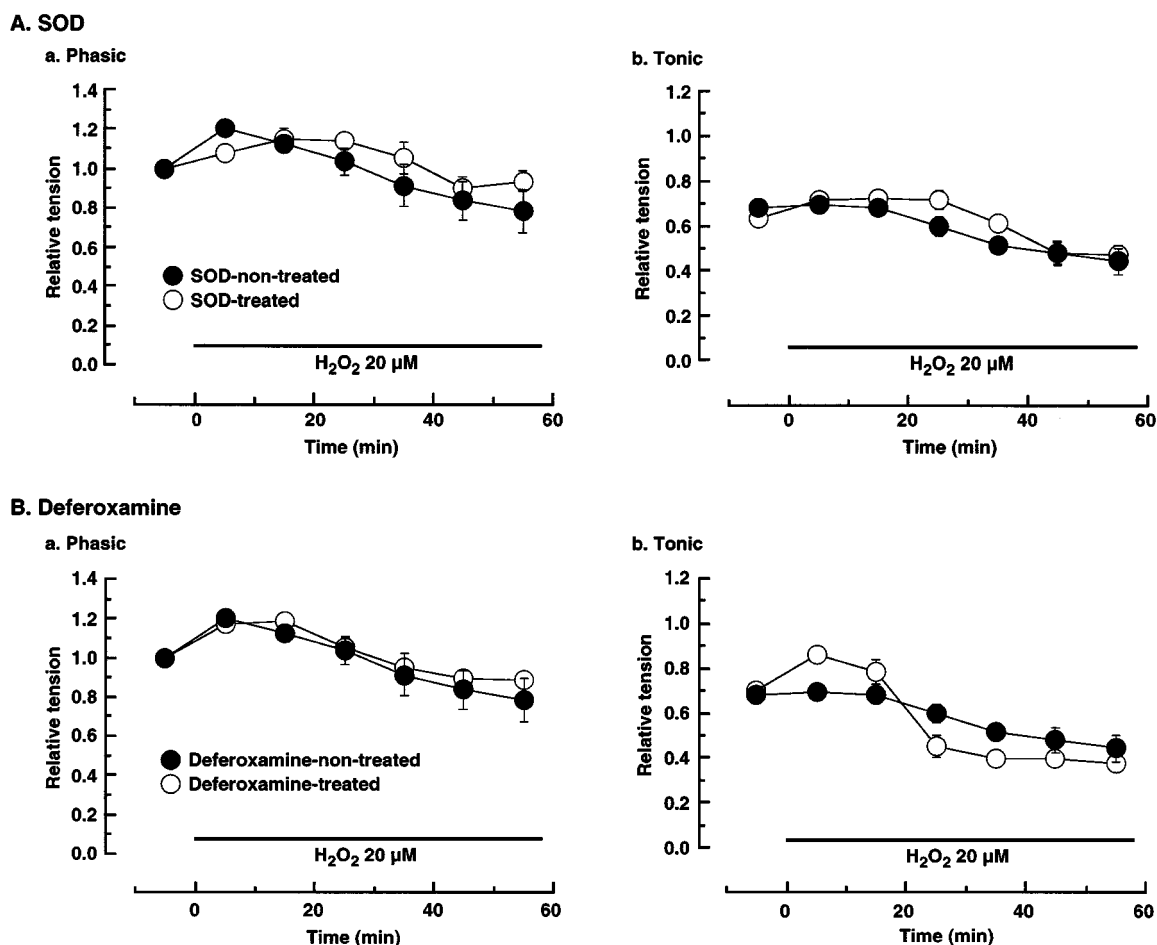 A. SOD
a. Phasic
b. Tonic
Relative tension
1.4
1.2
1.0
0.8
0.6
0.4
0.2
0.0
SOD-non-treated
SOD-treated
H₂O₂ 20 µM
0 20 40 60
Time (min)
Relative tension
1.2
1.0
0.8
0.6
0.4
0.2
0.0
H₂O₂ 20 µM
0 20 40 60
Time (min)
B. Deferoxamine
a. Phasic
b. Tonic
Relative tension
1.4
1.2
1.0
0.8
0.6
0.4
0.2
0.0
Deferoxamine-non-treated
Deferoxamine-treated
H₂O₂ 20 µM
0 20 40 60
Time (min)
Relative tension
1.2
1.0
0.8
0.6
0.4
0.2
0.0
H₂O₂ 20 µM
0 20 40 60
Time (min)